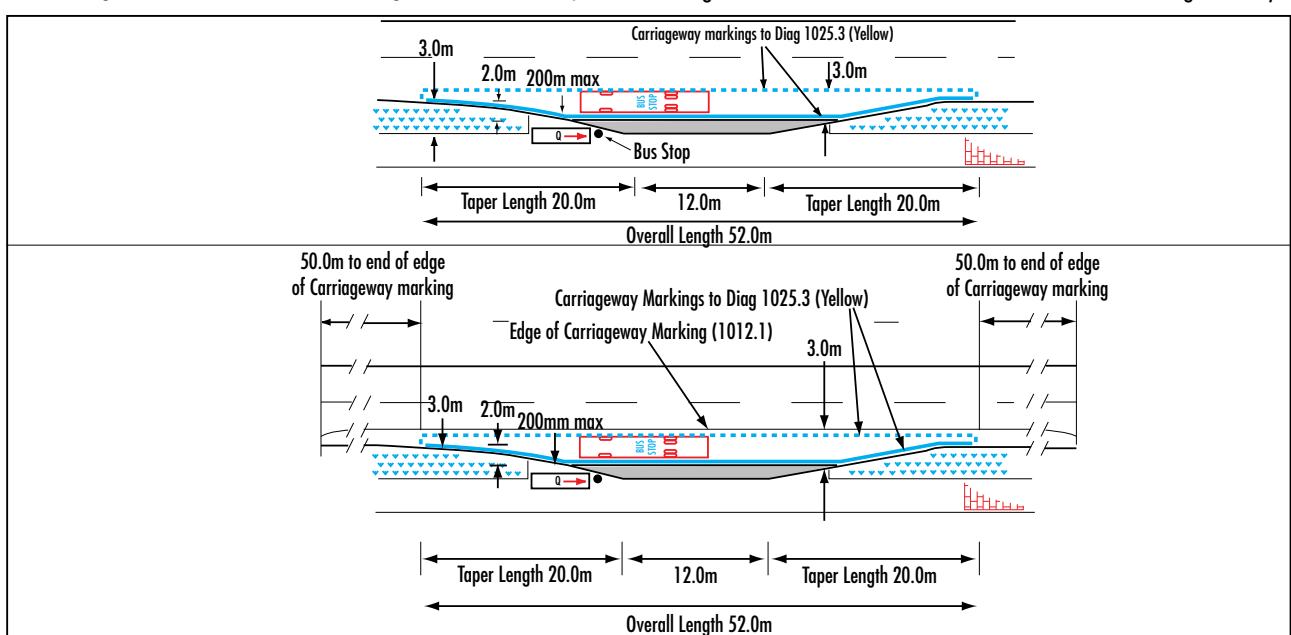 Carriageway markings to Diag 1025.3 (Yellow)
3.0m
2.0m
200m max
3.0m
BUS
STOP
Q
Bus Stop
Taper Length 20.0m
12.0m
Taper Length 20.0m
Overall Length 52.0m
50.0m to end of edge
of Carriageway marking
50.0m to end of edge
of Carriageway marking
Carriageway Markings to Diag 1025.3 (Yellow)
Edge of Carriageway Marking (1012.1)
3.0m
3.0m
2.0m
200mm max
BUS
STOP
Q
Taper Length 20.0m
12.0m
Taper Length 20.0m
Overall Length 52.0m